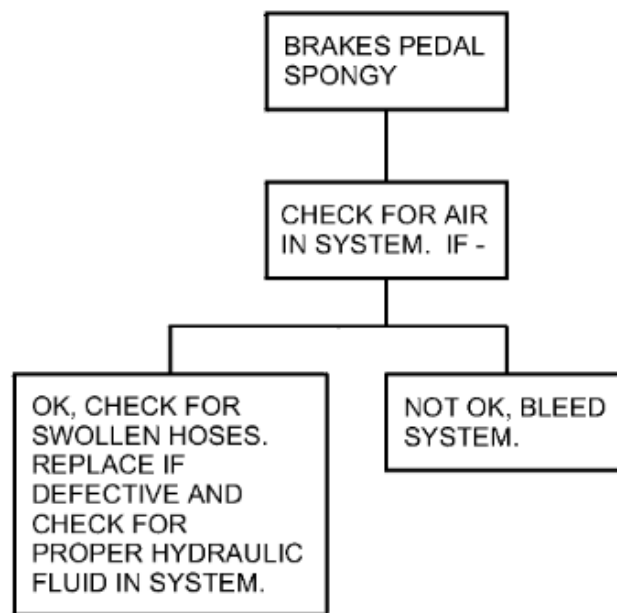 BRAKES PEDAL
SPONGY
CHECK FOR AIR
IN SYSTEM.  IF -
OK, CHECK FOR
SWOLLEN HOSES.
REPLACE IF
DEFECTIVE AND
CHECK FOR
PROPER HYDRAULIC
FLUID IN SYSTEM.
NOT OK, BLEED
SYSTEM.